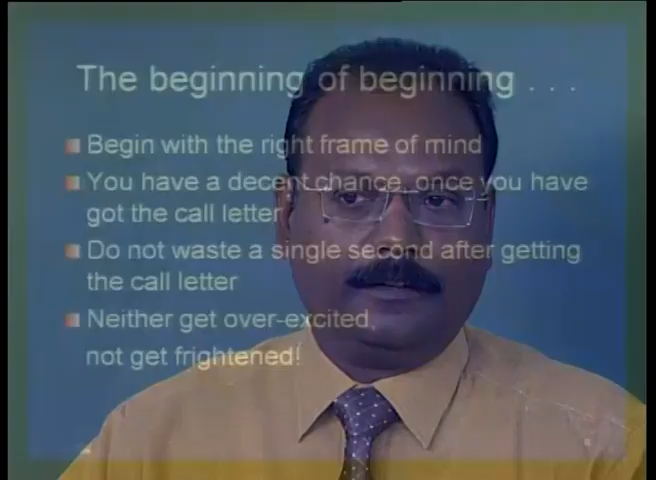 The beginning of beginning . . .
Begin with the right frame of mind
You have a decent chance, once you have
got the call letter
Do not waste a single second after getting
the call letter
Neither get over-excited,
not get frightened!